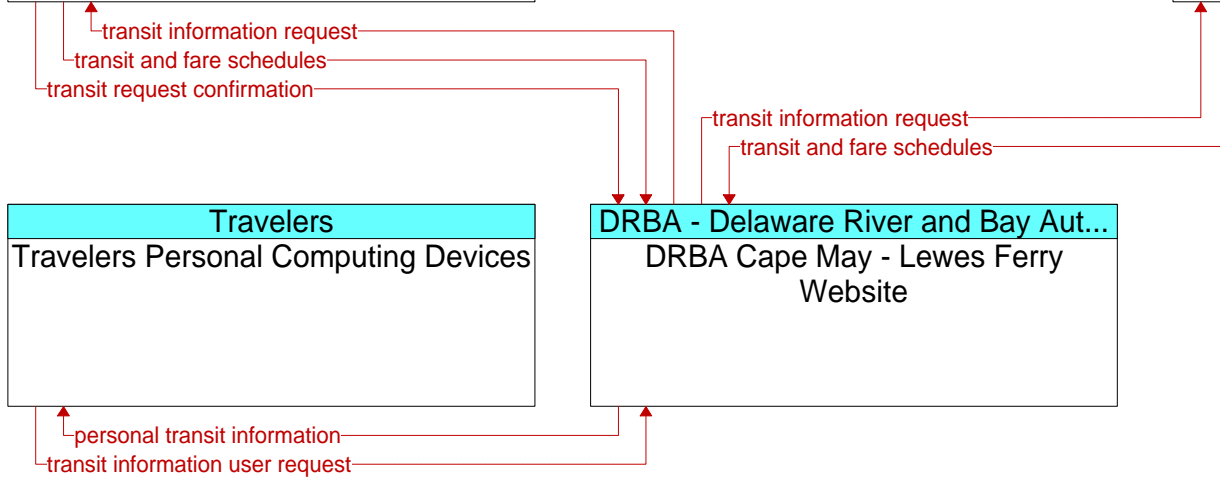 transit information request
transit and fare schedules
transit request confirmation
transit information request
transit and fare schedules
Travelers
Travelers Personal Computing Devices
DRBA - Delaware River and Bay Aut...
DRBA Cape May - Lewes Ferry
Website
personal transit information
transit information user request